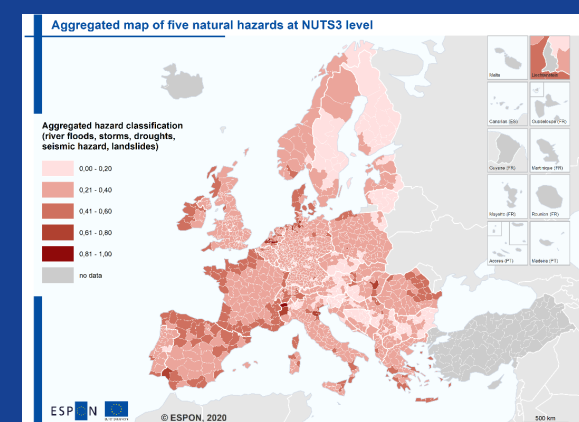 Aggregated map of five natural hazards at NUTS3 level
Aggregated hazard classification
(river floods, storms, droughts,
seismic hazard, landslides)
0,00 - 0,20
0,21 - 0,40
0,41 - 0,60
0,61 - 0,80
0,81 - 1,00
no data
Malta
Liechtenstein
Canarias (ES)
Guadeloupe (FR)
Guyane (FR)
Martinique (FR)
Mayotte (FR)
Réunion (FR)
Açores (PT)
Madeira (PT)
ESPON
© ESPON, 2020
500 km